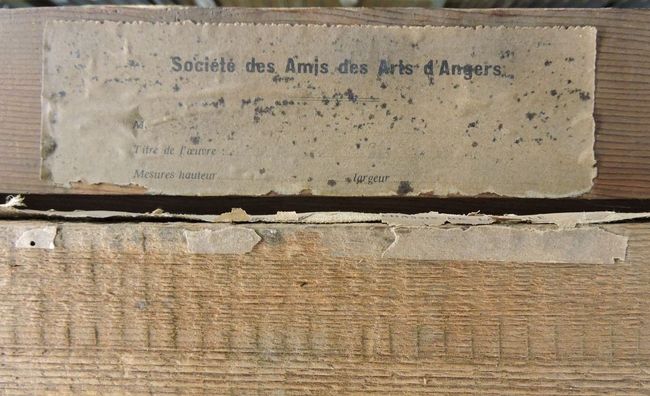 Société des Amis des Arts d'Angers
M.
Titre de l'œuvre :
Mesures hauteur largeur